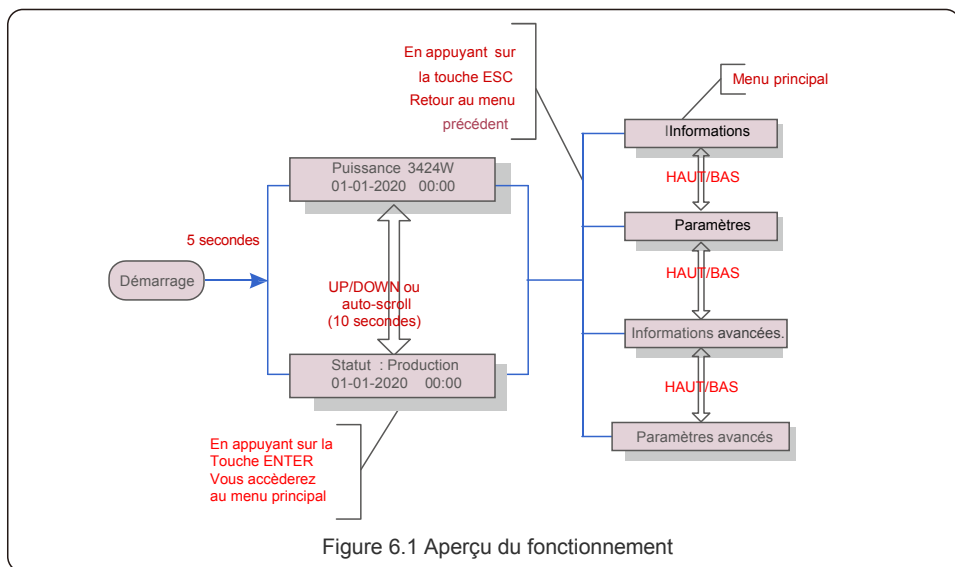 En appuyant sur
la touche ESC
Retour au menu
précédent
Menu principal
IInformations
HAUT/BAS
Paramètres
HAUT/BAS
Informations avancées.
HAUT/BAS
Paramètres avancés
Puissance 3424W
01-01-2020 00:00
5 secondes
Démarrage
UP/DOWN ou
auto-scroll
(10 secondes)
Statut : Production
01-01-2020 00:00
En appuyant sur la
Touche ENTER
Vous accèderez
au menu principal
Figure 6.1 Aperçu du fonctionnement